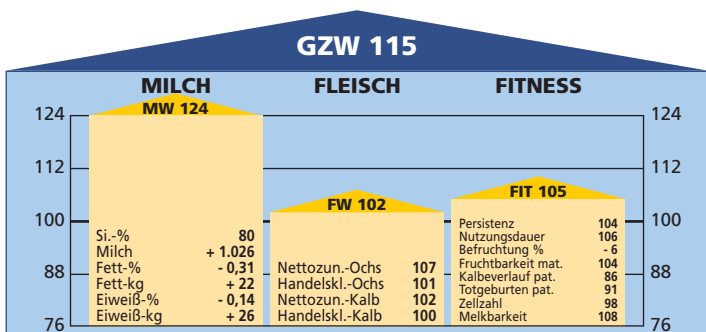 GZW 115
MILCH FLEISCH FITNESS
124 124
112 112
100 100
88 88
76 76
MW 124
Si.-% 80
Milch + 1.026
Fett-% - 0,31
Fett-kg + 22
Eiweiß-% - 0,14
Eiweiß-kg + 26
FW 102
Nettozun.-Ochs 107
Handelskl.-Ochs 101
Nettozun.-Kalb 102
Handelskl.-Kalb 100
FIT 105
Persistenz 104
Nutzungsdauer 106
Befruchtung % - 6
Fruchtbarkeit mat. 104
Kalbeverlauf pat. 86
Totgeburten pat. 91
Zellzahl 98
Melkbarkeit 108